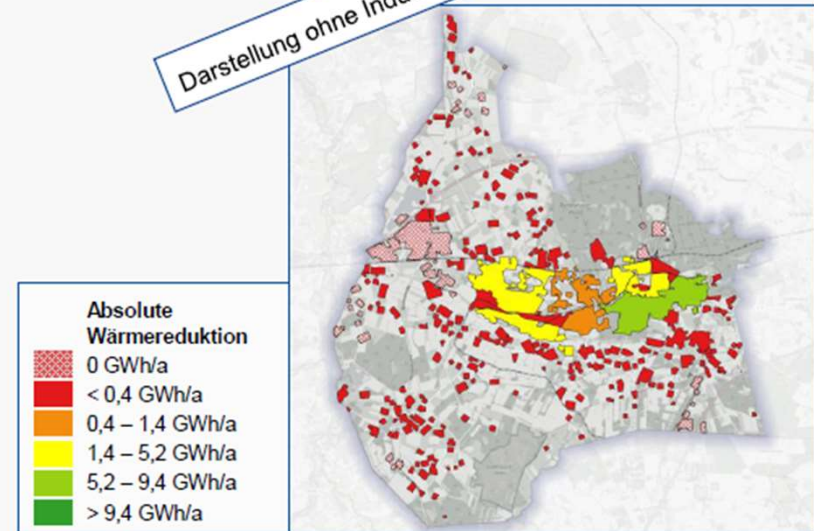 Darstellung ohne
Absolute
Wärmereduktion
0 GWh/a
< 0,4 GWh/a
0,4 – 1,4 GWh/a
1,4 – 5,2 GWh/a
5,2 – 9,4 GWh/a
> 9,4 GWh/a